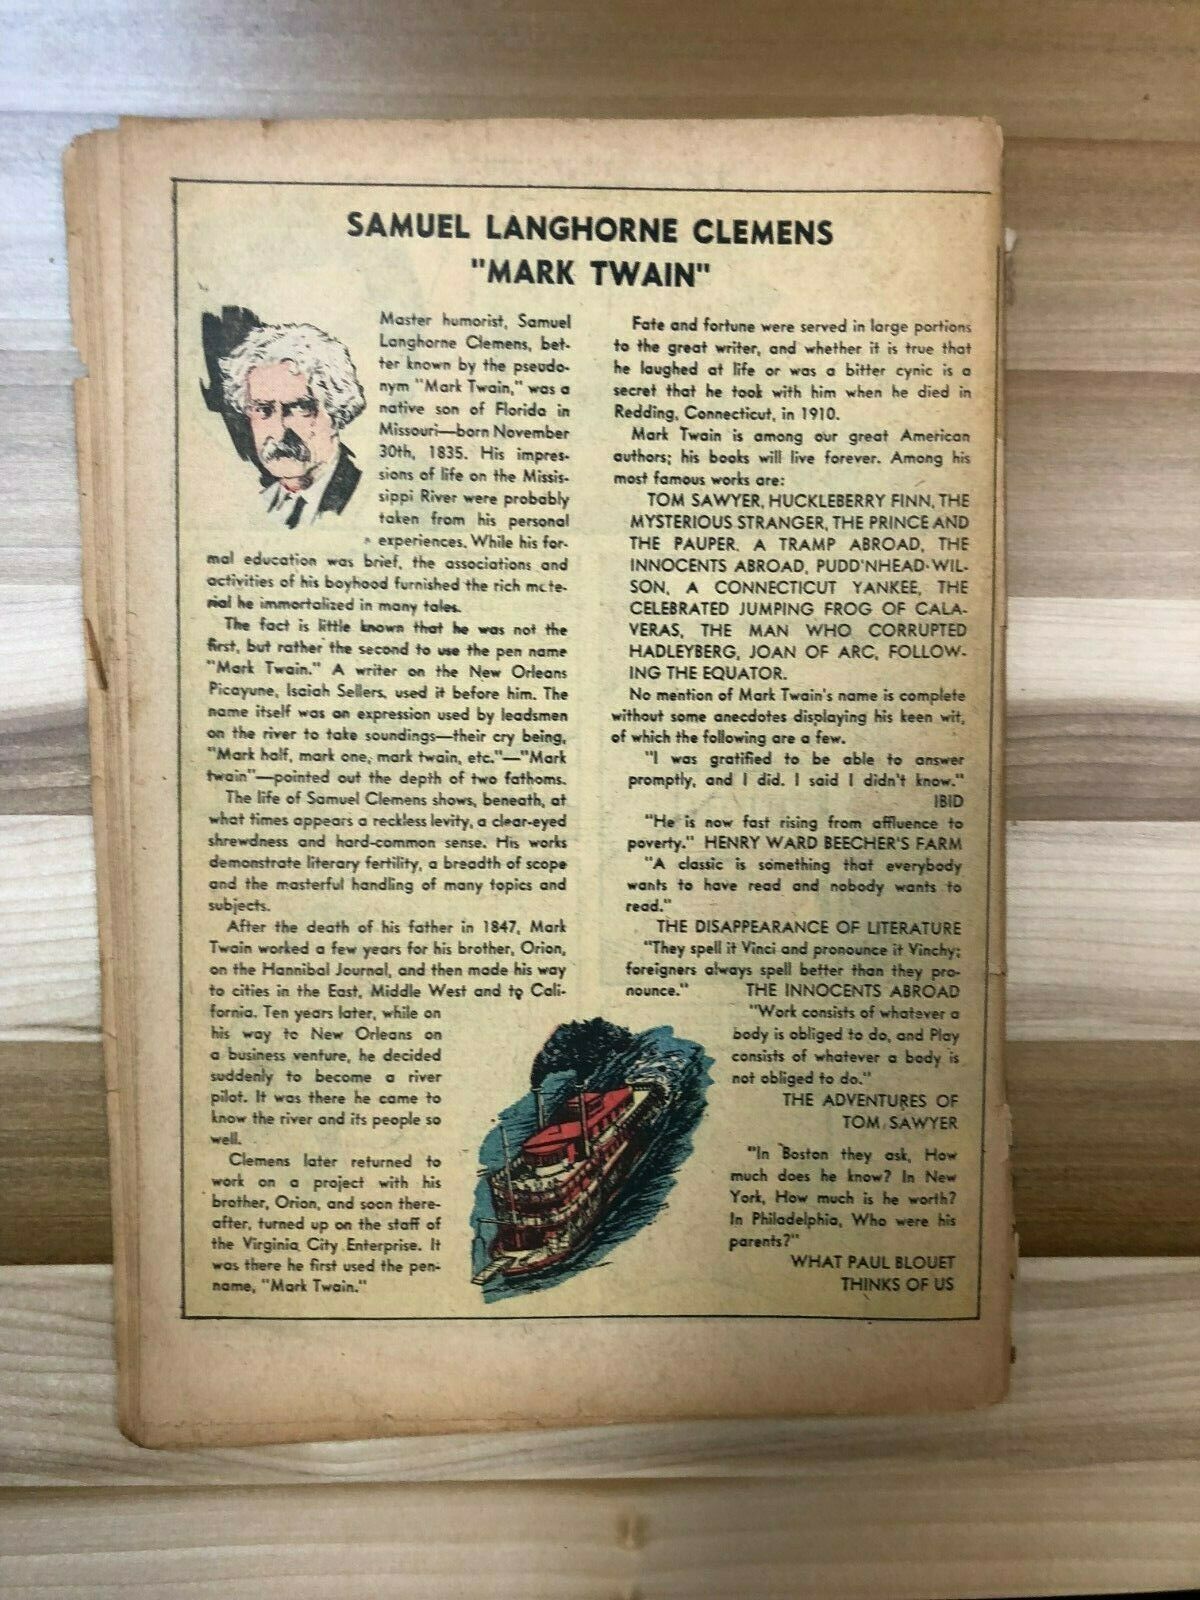 SAMUEL LANGHORNE CLEMENS
"MARK TWAIN"
Master humorist, Samuel
Langhorne Clemens, bet-
ter known by the pseudo-
nym "Mark Twain," was a
native son of Florida in
Missouri—born November
30th, 1835. His impres-
sions of life on the Missis-
sippi River were probably
taken from his personal
experiences. While his for-
mal education was brief, the associations and
activities of his boyhood furnished the rich mate-
rial he immortalized in many tales.
The fact is little known that he was not the
first, but rather the second to use the pen name
"Mark Twain." A writer on the New Orleans
Picayune, Isaiah Sellers, used it before him. The
name itself was an expression used by leadsmen
on the river to take soundings—their cry being,
"Mark half, mark one, mark twain, etc."—"Mark
twain"—pointed out the depth of two fathoms.
The life of Samuel Clemens shows, beneath, at
what times appears a reckless levity, a clear-eyed
shrewdness and hard-common sense. His works
demonstrate literary fertility, a breadth of scope
and the masterful handling of many topics and
subjects.
After the death of his father in 1847, Mark
Twain worked a few years for his brother, Orion,
on the Hannibal Journal, and then made his way
to cities in the East, Middle West and to Cali-
fornia. Ten years later, while on
his way to New Orleans on
a business venture, he decided
suddenly to become a river
pilot. It was there he came to
know the river and its people so
well.
Clemens later returned to
work on a project with his
brother, Orion, and soon there-
after, turned up on the staff of
the Virginia City Enterprise. It
was there he first used the pen-
name, "Mark Twain."
Fate and fortune were served in large portions
to the great writer, and whether it is true that
he laughed at life or was a bitter cynic is a
secret that he took with him when he died in
Redding, Connecticut, in 1910.
Mark Twain is among our great American
authors; his books will live forever. Among his
most famous works are:
TOM SAWYER, HUCKLEBERRY FINN, THE
MYSTERIOUS STRANGER, THE PRINCE AND
THE PAUPER. A TRAMP ABROAD, THE
INNOCENTS ABROAD, PUDD'NHEAD-WIL-
SON, A CONNECTICUT YANKEE, THE
CELEBRATED JUMPING FROG OF CALA-
VERAS, THE MAN WHO CORRUPTED
HADLEYBERG, JOAN OF ARC, FOLLOW-
ING THE EQUATOR.
No mention of Mark Twain's name is complete
without some anecdotes displaying his keen wit,
of which the following are a few.
"I was gratified to be able to answer
promptly, and I did. I said I didn't know."
IBID
"He is now fast rising from affluence to
poverty." HENRY WARD BEECHER'S FARM
"A classic is something that everybody
wants to have read and nobody wants to
read."
THE DISAPPEARANCE OF LITERATURE
"They spell it Vinci and pronounce it Vinchy;
foreigners always spell better than they pro-
nounce." THE INNOCENTS ABROAD
"Work consists of whatever a
body is obliged to do, and Play
consists of whatever a body is
not obliged to do."
THE ADVENTURES OF
TOM SAWYER
"In Boston they ask, How
much does he know? In New
York, How much is he worth?
In Philadelphia, Who were his
parents?"
WHAT PAUL BLOUET
THINKS OF US